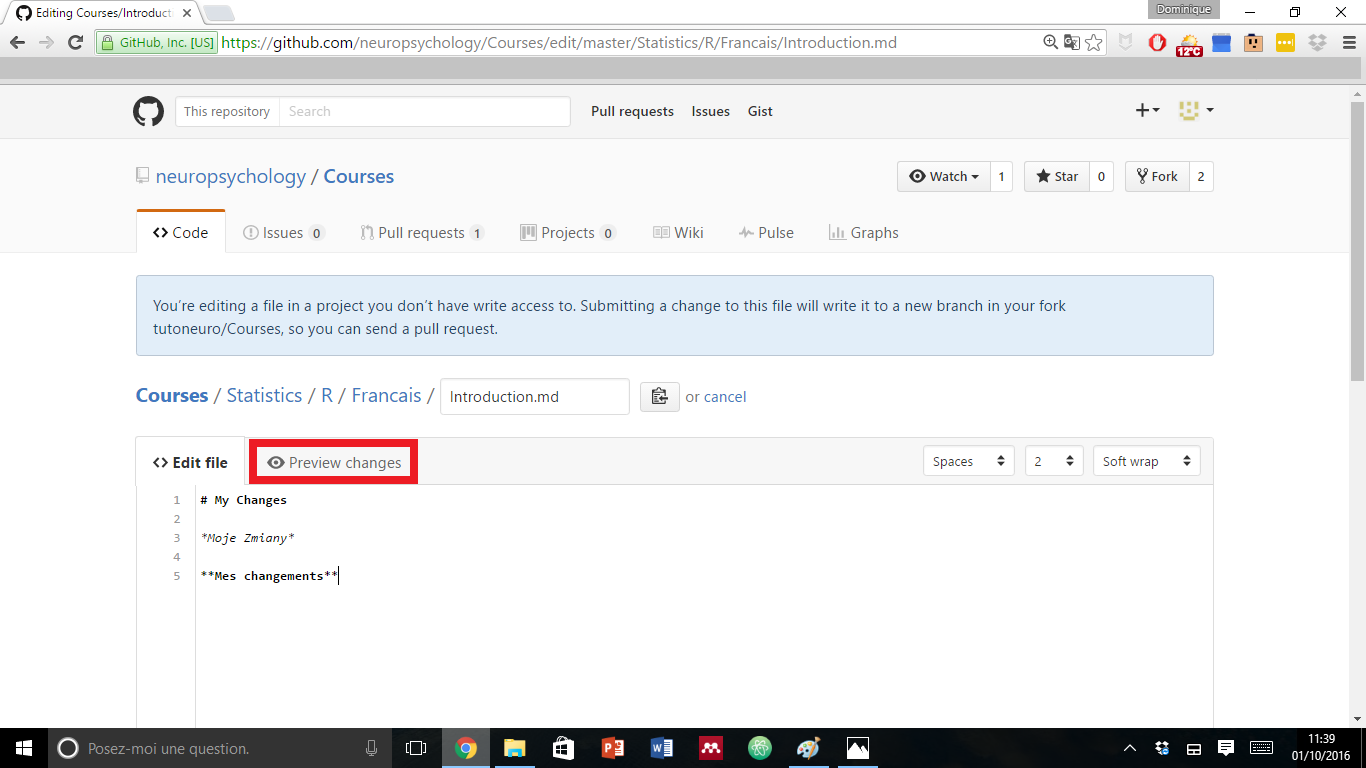 Editing Courses/Introduct
Dominique
GitHub, Inc. [US]
https://github.com/neuropsychology/Courses/edit/master/Statistics/R/Francais/Introduction.md
12°C
This repository Search Pull requests Issues Gist
neuropsychology / Courses
Watch 1 Star 0 Fork 2
Code Issues 0 Pull requests 1 Projects 0 Wiki Pulse Graphs
You're editing a file in a project you don't have write access to. Submitting a change to this file will write it to a new branch in your fork
tutoneuro/Courses, so you can send a pull request.
Courses / Statistics / R / Francais / Introduction.md or cancel
Edit file Preview changes Spaces 2 Soft wrap
1 # My Changes
2
3 *Moje Zmiany*
4
5 **Mes changements**
Posez-moi une question.
11:39
01/10/2016